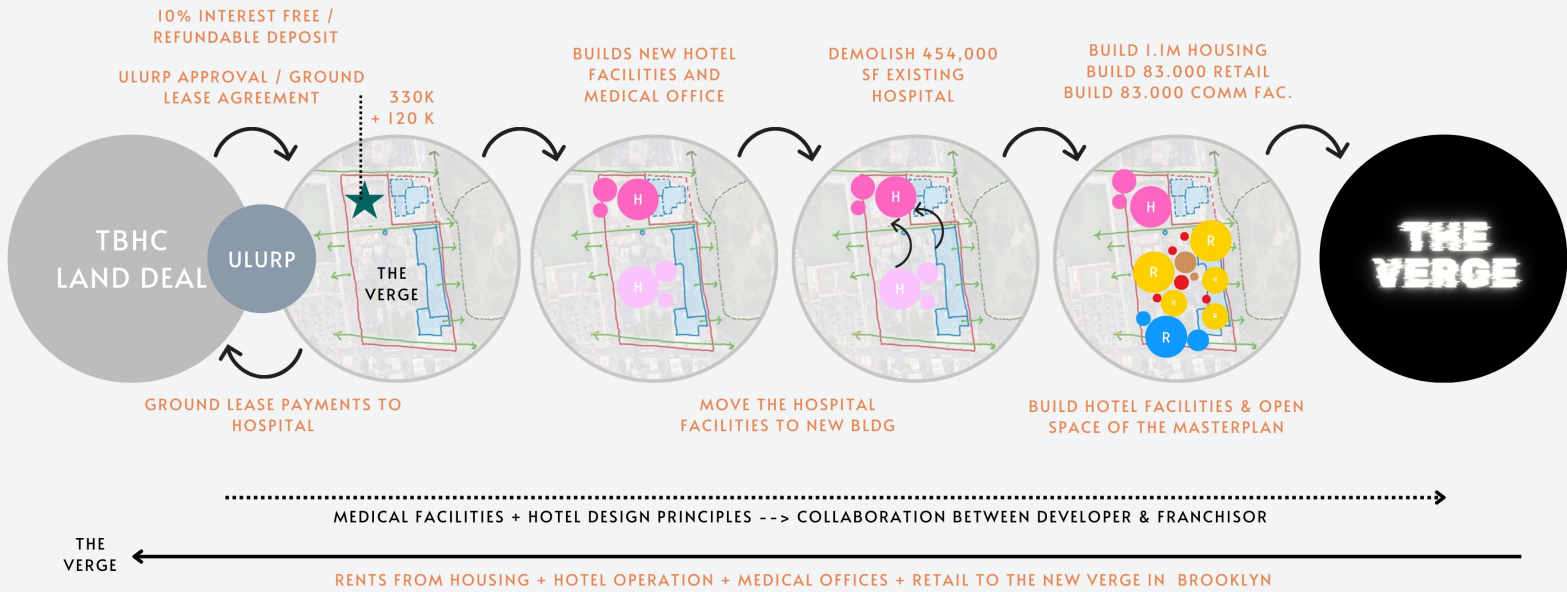 10% INTEREST FREE /
REFUNDABLE DEPOSIT
ULURP APPROVAL / GROUND
LEASE AGREEMENT
330K
+ 120 K
BUILDS NEW HOTEL
FACILITIES AND
MEDICAL OFFICE
DEMOLISH 454,000
SF EXISTING
HOSPITAL
BUILD 1.1M HOUSING
BUILD 83.000 RETAIL
BUILD 83.000 COMM FAC.
TBHC
LAND DEAL
ULURP
THE
VERGE
H
H
H
H
H
R
R
R
R
R
R
THE
VERGE
GROUND LEASE PAYMENTS TO
HOSPITAL
MOVE THE HOSPITAL
FACILITIES TO NEW BLDG
BUILD HOTEL FACILITIES & OPEN
SPACE OF THE MASTERPLAN
MEDICAL FACILITIES + HOTEL DESIGN PRINCIPLES --> COLLABORATION BETWEEN DEVELOPER & FRANCHISOR
THE
VERGE
RENTS FROM HOUSING + HOTEL OPERATION + MEDICAL OFFICES + RETAIL TO THE NEW VERGE IN BROOKLYN